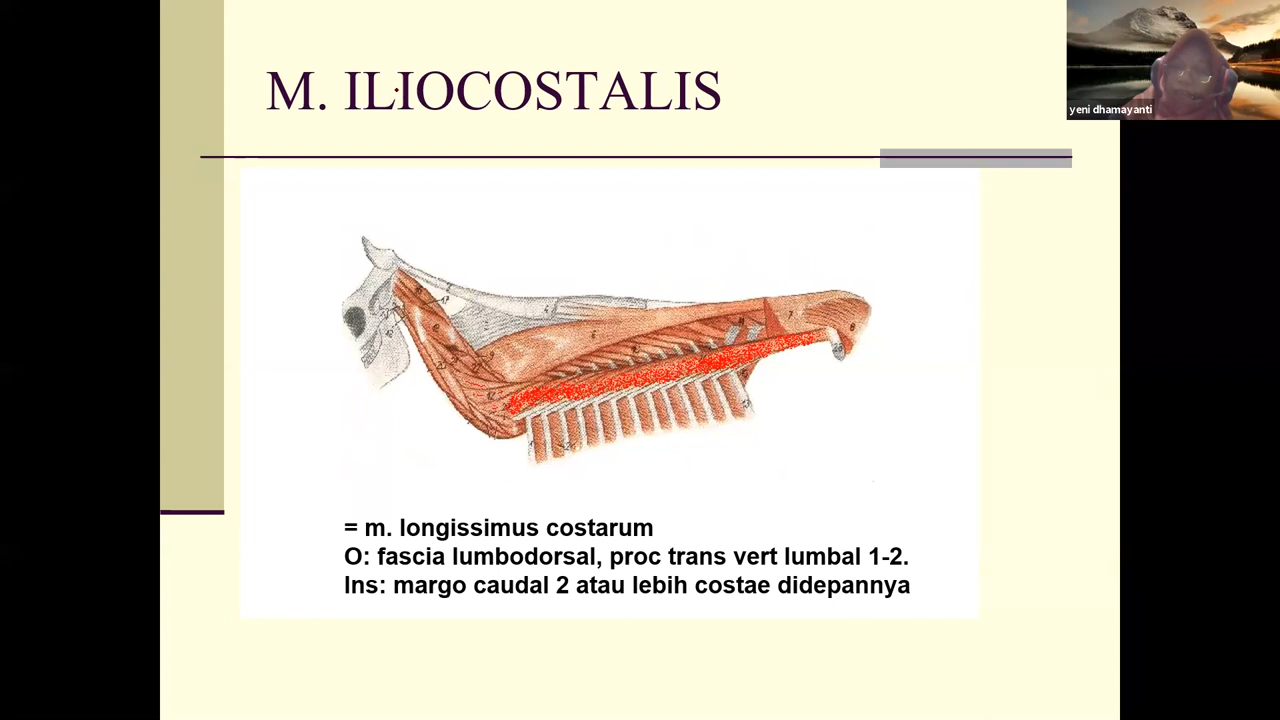 M. ILIOCOSTALIS
yeni dhamayanti
= m. longissimus costarum
O: fascia lumbodorsal, proc trans vert lumbal 1-2.
Ins: margo caudal 2 atau lebih costae didepannya